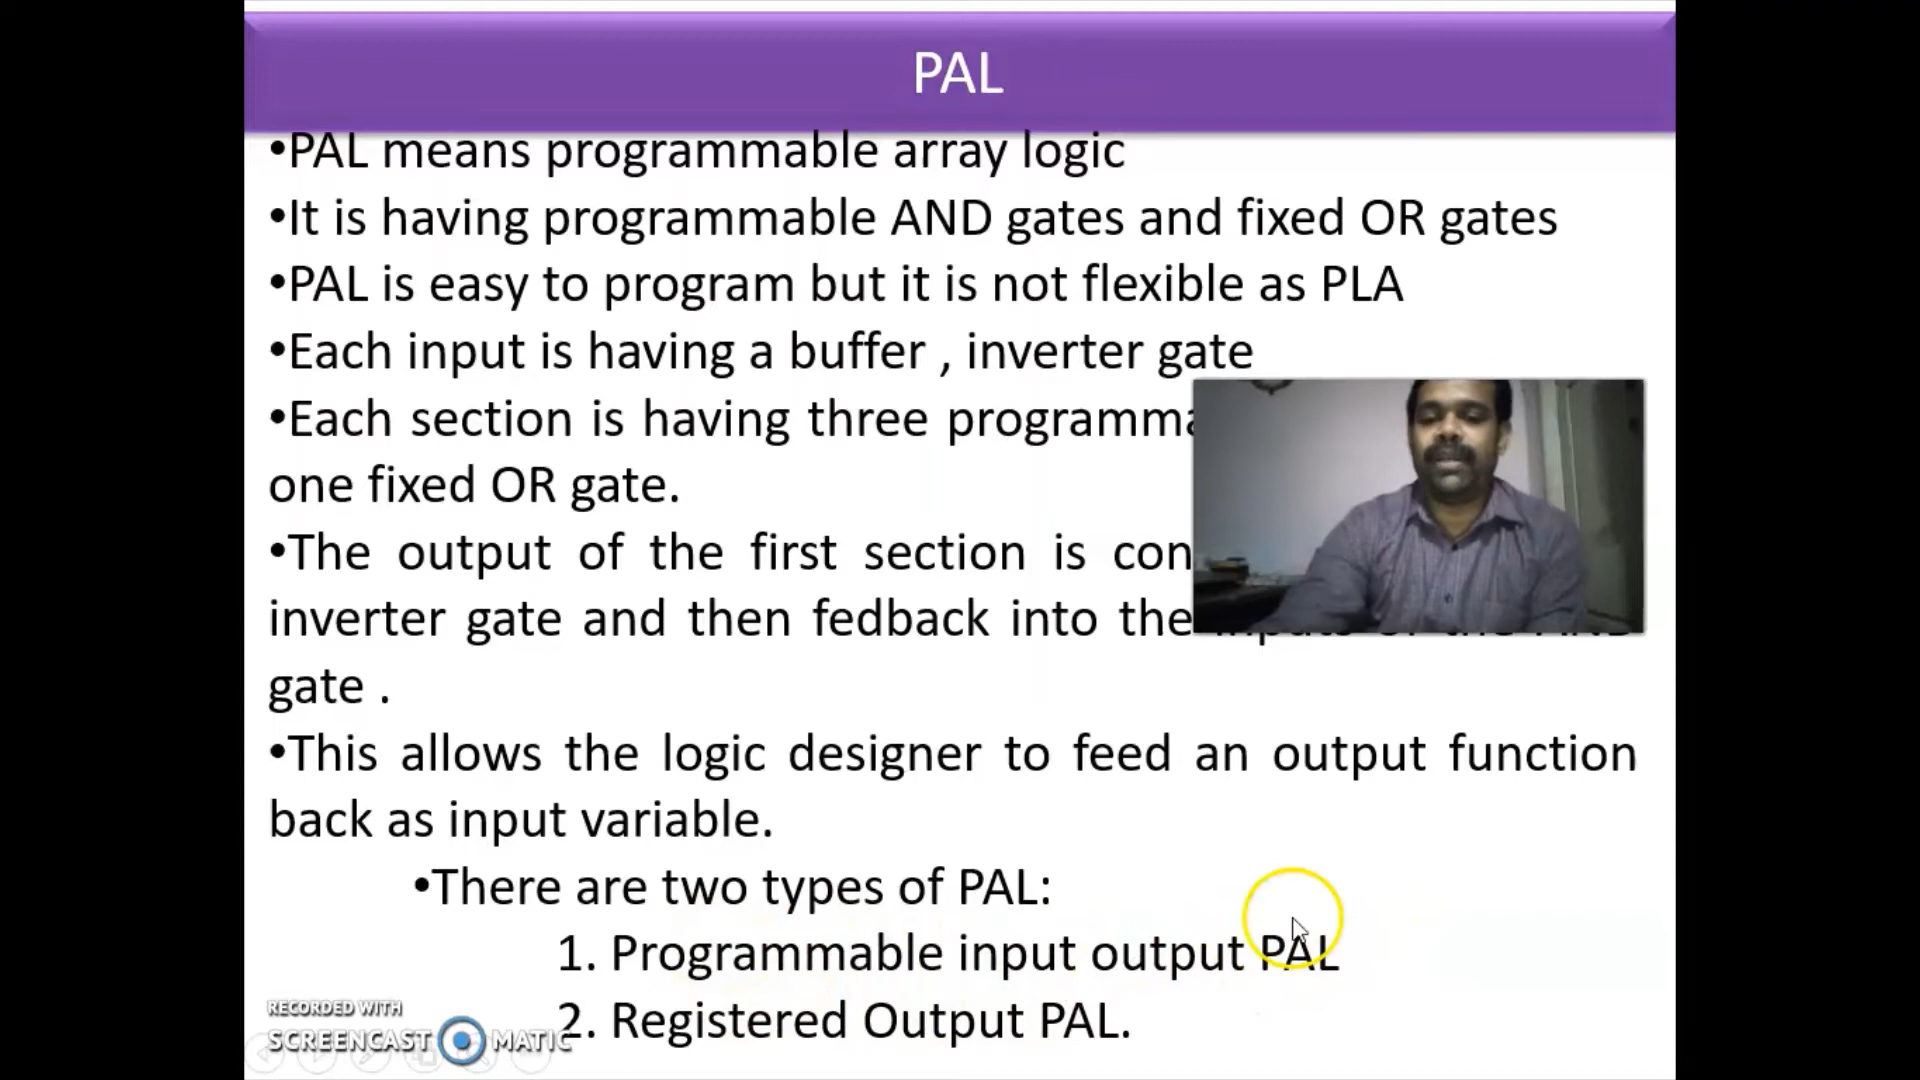 PAL
•PAL means programmable array logic
•It is having programmable AND gates and fixed OR gates
•PAL is easy to program but it is not flexible as PLA
•Each input is having a buffer , inverter gate
•Each section is having three
one fixed OR gate.
•The output of the first section is
inverter gate and then fedback into the
gate .
•This allows the logic designer to feed an output function
back as input variable.
•There are two types of PAL:
1. Programmable input output PAL
2. Registered Output PAL.
RECORDED WITH
SCREENCAST MATIC